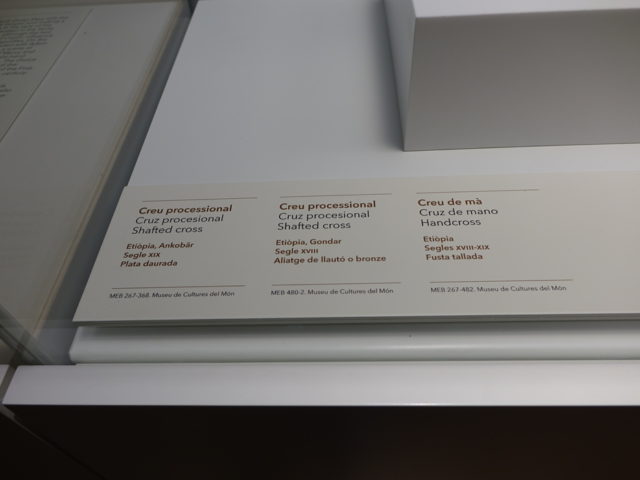 Creu processional
Cruz procesional
Shafted cross
Etiòpia, Ankobär
Segle XIX
Plata daurada
MEB 267-368. Museu de Cultures del Món
Creu processional
Cruz procesional
Shafted cross
Etiòpia, Gondar
Segle XVIII
Aliatge de llautó o bronze
MEB 480-2. Museu de Cultures del Món
Creu de mà
Cruz de mano
Handcross
Etiòpia
Segles XVIII-XIX
Fusta tallada
MEB 267-482. Museu de Cultures del Món